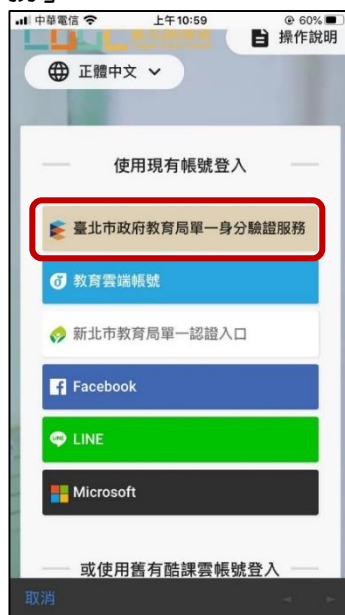 中華電信 上午10:59 60%
操作說明
正體中文
使用現有帳號登入
臺北市政府教育局單一身分驗證服務
教育雲端帳號
新北市教育局單一認證入口
Facebook
LINE
Microsoft
或使用舊有酷課雲帳號登入
取消